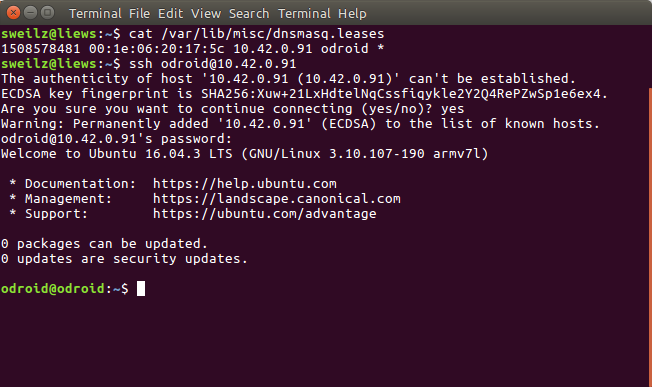 Terminal File Edit View Search Terminal Help
sweilz@liews:~$ cat /var/lib/misc/dnsmasq.leases
1508578481 00:1e:06:20:17:5c 10.42.0.91 odroid *
sweilz@liews:~$ ssh odroid@10.42.0.91
The authenticity of host '10.42.0.91 (10.42.0.91)' can't be established.
ECDSA key fingerprint is SHA256:Xuw+21LxHdtelNqCssfiqykle2Y2Q4RePZwSp1e6ex4.
Are you sure you want to continue connecting (yes/no)? yes
Warning: Permanently added '10.42.0.91' (ECDSA) to the list of known hosts.
odroid@10.42.0.91's password:
Welcome to Ubuntu 16.04.3 LTS (GNU/Linux 3.10.107-190 armv7l)
* Documentation:  https://help.ubuntu.com
* Management:     https://landscape.canonical.com
* Support:        https://ubuntu.com/advantage
0 packages can be updated.
0 updates are security updates.
odroid@odroid:~$